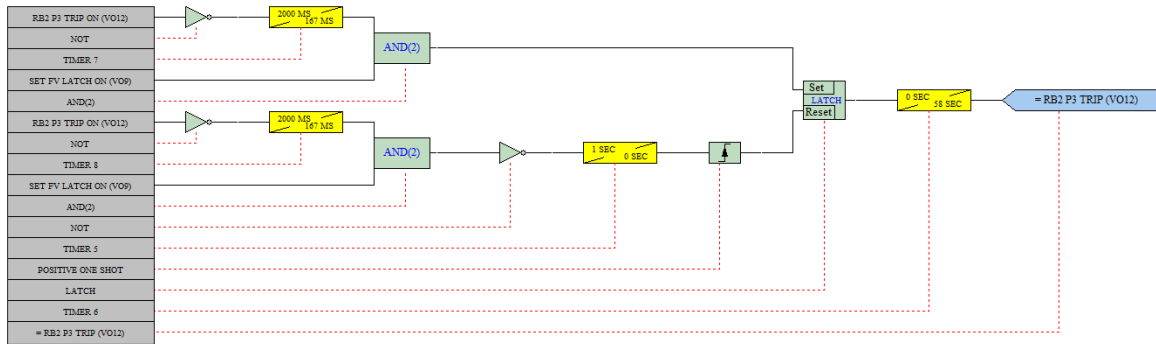 RB2 P3 TRIP ON (VO12)
NOT
TIMER 7
SET FV LATCH ON (VO9)
AND(2)
RB2 P3 TRIP ON (VO12)
NOT
TIMER 8
SET FV LATCH ON (VO9)
AND(2)
NOT
TIMER 5
POSITIVE ONE SHOT
LATCH
TIMER 6
= RB2 P3 TRIP (VO12)
2000 MS
167 MS
AND(2)
2000 MS
167 MS
AND(2)
1 SEC
0 SEC
Set
LATCH
Reset
0 SEC
58 SEC
= RB2 P3 TRIP (VO12)